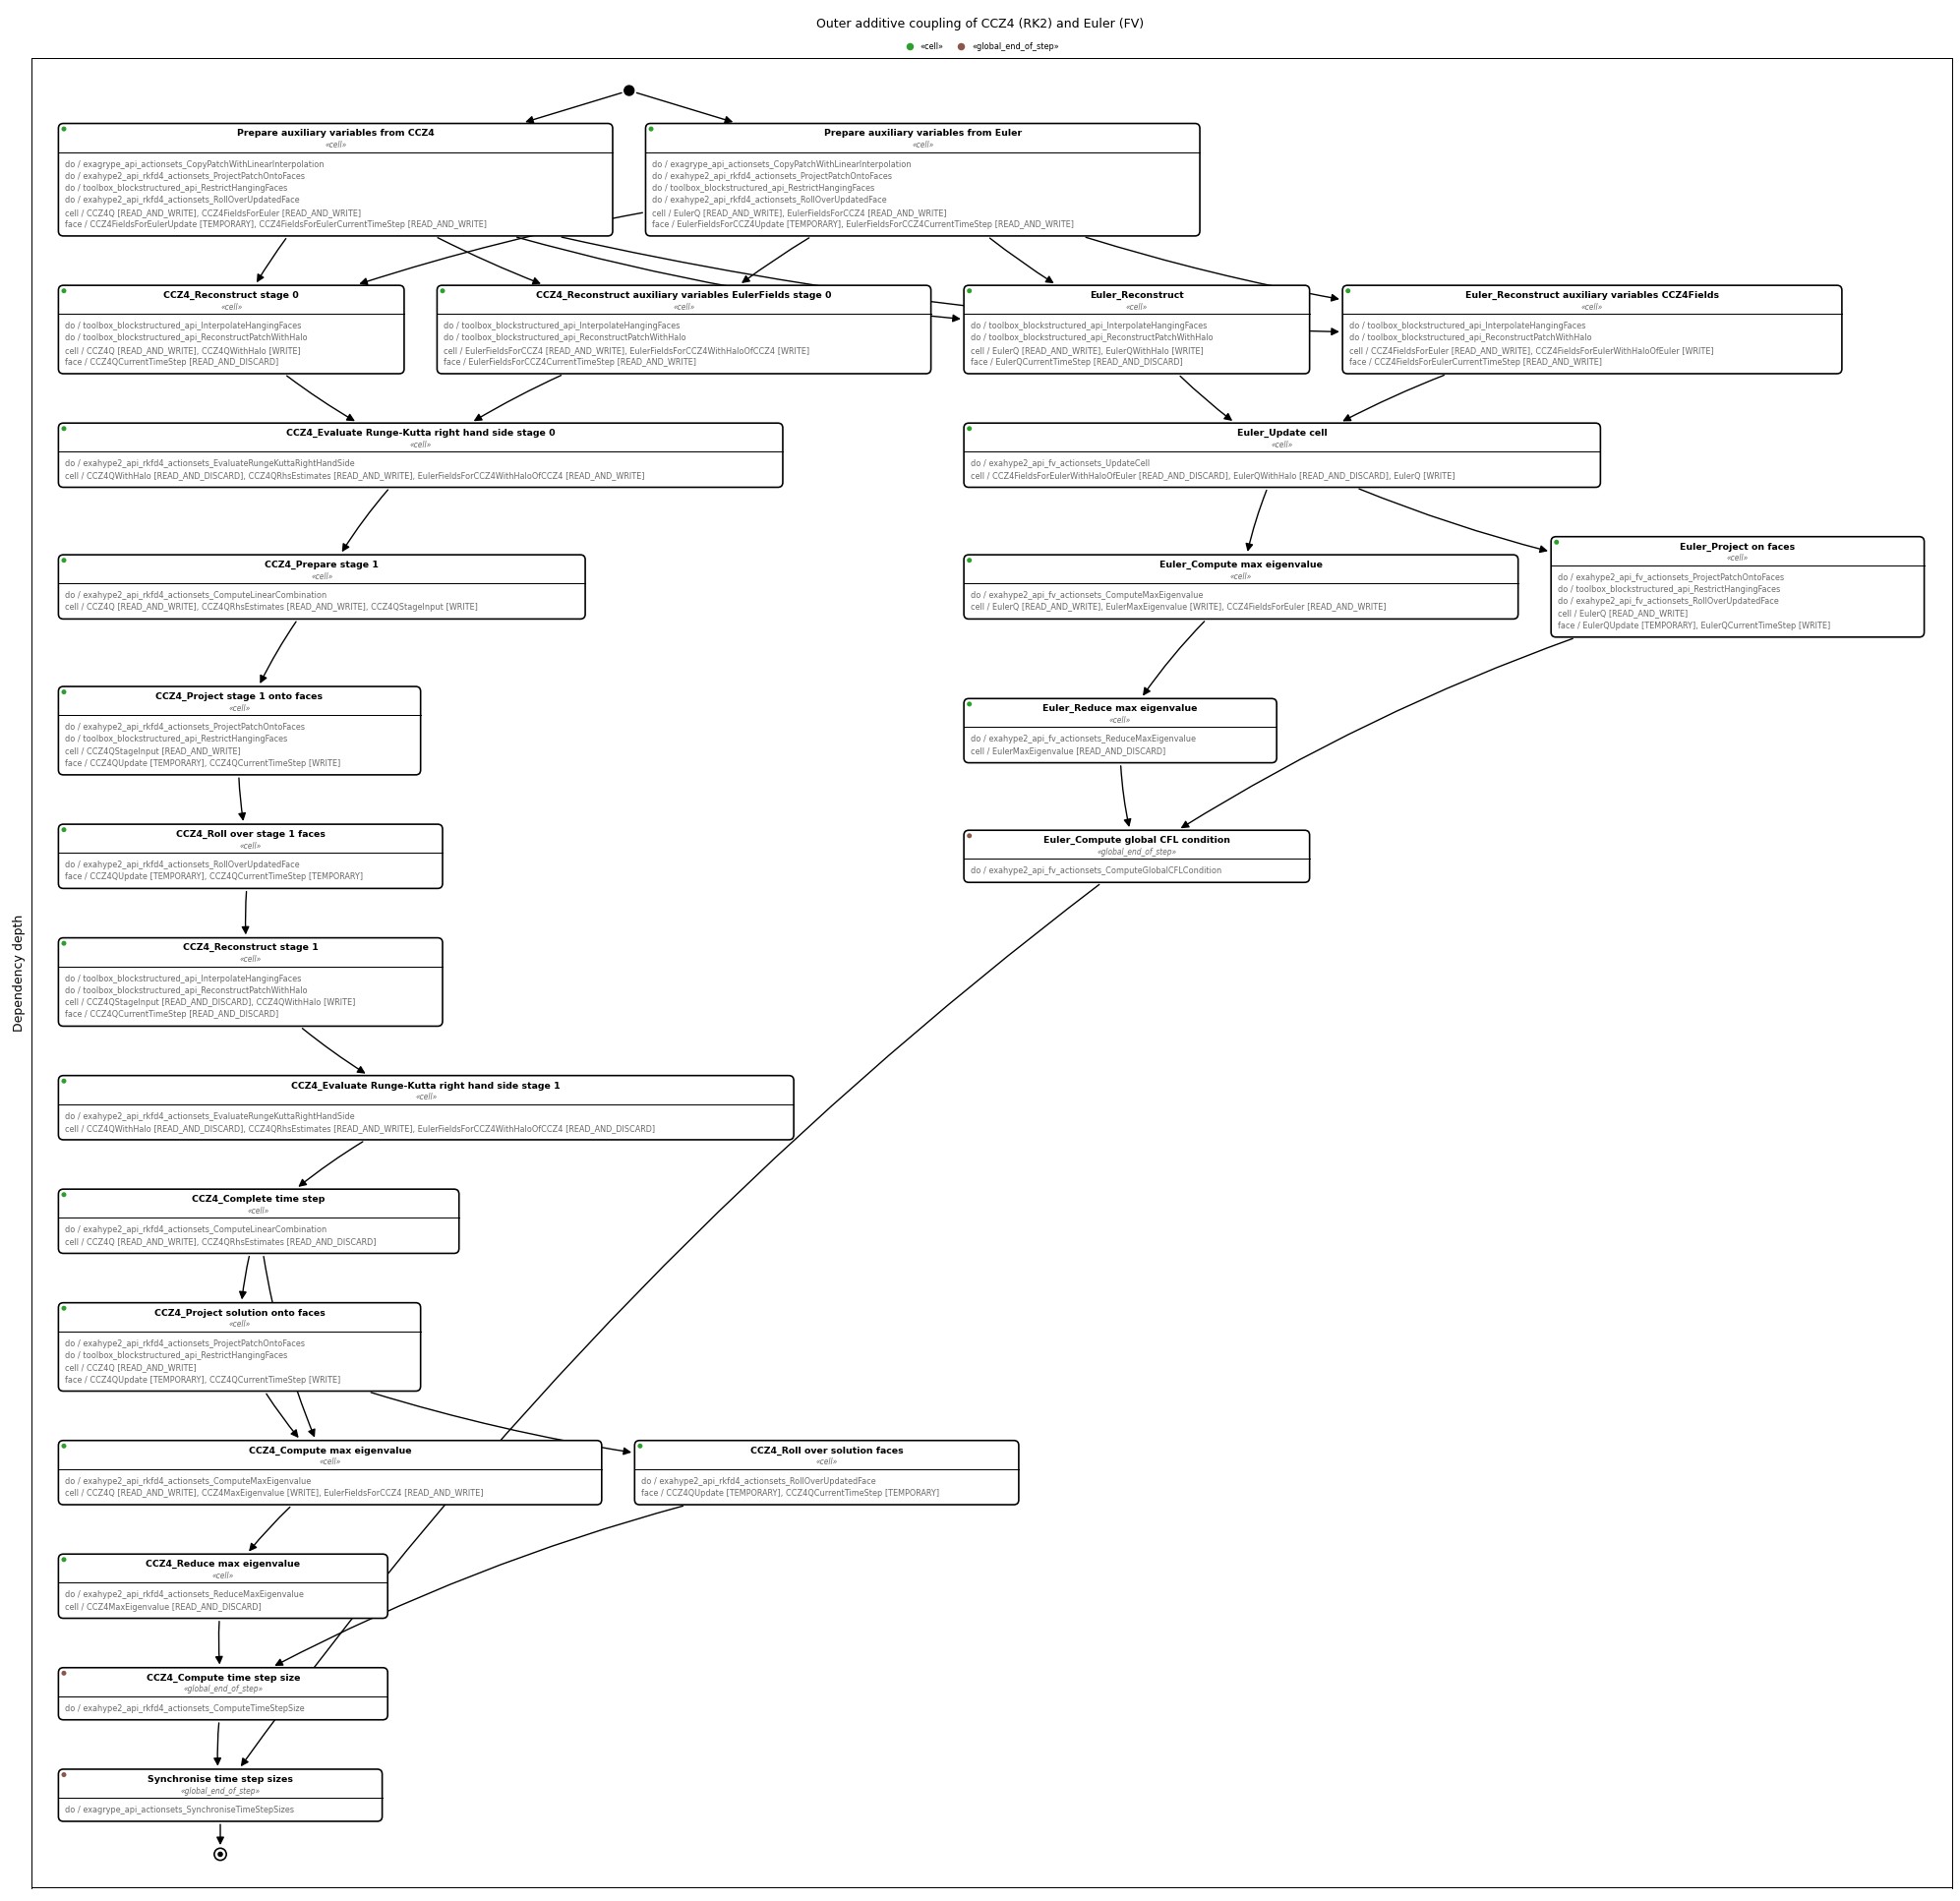 Outer additive coupling of CCZ4 (RK2) and Euler (FV)
«cell» «global_end_of_step»
Dependency depth
Prepare auxiliary variables from CCZ4
«cell»
do / exagrype_api_actionsets_CopyPatchWithLinearInterpolation
do / exahype2_api_rkfd4_actionsets_ProjectPatchOntoFaces
do / toolbox_blockstructured_api_RestrictHangingFaces
do / exahype2_api_rkfd4_actionsets_RollOverUpdatedFace
cell / CCZ4Q [READ_AND_WRITE], CCZ4FieldsForEuler [READ_AND_WRITE]
face / CCZ4FieldsForEulerUpdate [TEMPORARY], CCZ4FieldsForEulerCurrentTimeStep [READ_AND_WRITE]
Prepare auxiliary variables from Euler
«cell»
do / exagrype_api_actionsets_CopyPatchWithLinearInterpolation
do / exahype2_api_rkfd4_actionsets_ProjectPatchOntoFaces
do / toolbox_blockstructured_api_RestrictHangingFaces
do / exahype2_api_rkfd4_actionsets_RollOverUpdatedFace
cell / EulerQ [READ_AND_WRITE], EulerFieldsForCCZ4 [READ_AND_WRITE]
face / EulerFieldsForCCZ4Update [TEMPORARY], EulerFieldsForCCZ4CurrentTimeStep [READ_AND_WRITE]
CCZ4_Reconstruct stage 0
«cell»
do / toolbox_blockstructured_api_InterpolateHangingFaces
do / toolbox_blockstructured_api_ReconstructPatchWithHalo
cell / CCZ4Q [READ_AND_WRITE], CCZ4QWithHalo [WRITE]
face / CCZ4QCurrentTimeStep [READ_AND_DISCARD]
CCZ4_Reconstruct auxiliary variables EulerFields stage 0
«cell»
do / toolbox_blockstructured_api_InterpolateHangingFaces
do / toolbox_blockstructured_api_ReconstructPatchWithHalo
cell / EulerFieldsForCCZ4 [READ_AND_WRITE], EulerFieldsForCCZ4WithHaloOfCCZ4 [WRITE]
face / EulerFieldsForCCZ4CurrentTimeStep [READ_AND_WRITE]
Euler_Reconstruct
«cell»
do / toolbox_blockstructured_api_InterpolateHangingFaces
do / toolbox_blockstructured_api_ReconstructPatchWithHalo
cell / EulerQ [READ_AND_WRITE], EulerQWithHalo [WRITE]
face / EulerQCurrentTimeStep [READ_AND_DISCARD]
Euler_Reconstruct auxiliary variables CCZ4Fields
«cell»
do / toolbox_blockstructured_api_InterpolateHangingFaces
do / toolbox_blockstructured_api_ReconstructPatchWithHalo
cell / CCZ4FieldsForEuler [READ_AND_WRITE], CCZ4FieldsForEulerWithHaloOfEuler [WRITE]
face / CCZ4FieldsForEulerCurrentTimeStep [READ_AND_WRITE]
CCZ4_Evaluate Runge-Kutta right hand side stage 0
«cell»
do / exahype2_api_rkfd4_actionsets_EvaluateRungeKuttaRightHandSide
cell / CCZ4QWithHalo [READ_AND_DISCARD], CCZ4QRhsEstimates [READ_AND_WRITE], EulerFieldsForCCZ4WithHaloOfCCZ4 [READ_AND_WRITE]
Euler_Update cell
«cell»
do / exahype2_api_fv_actionsets_UpdateCell
cell / CCZ4FieldsForEulerWithHaloOfEuler [READ_AND_DISCARD], EulerQWithHalo [READ_AND_DISCARD], EulerQ [WRITE]
CCZ4_Prepare stage 1
«cell»
do / exahype2_api_rkfd4_actionsets_ComputeLinearCombination
cell / CCZ4Q [READ_AND_WRITE], CCZ4QRhsEstimates [READ_AND_WRITE], CCZ4QStageInput [WRITE]
Euler_Compute max eigenvalue
«cell»
do / exahype2_api_fv_actionsets_ComputeMaxEigenvalue
cell / EulerQ [READ_AND_WRITE], EulerMaxEigenvalue [WRITE], CCZ4FieldsForEuler [READ_AND_WRITE]
Euler_Project on faces
«cell»
do / exahype2_api_fv_actionsets_ProjectPatchOntoFaces
do / toolbox_blockstructured_api_RestrictHangingFaces
do / exahype2_api_fv_actionsets_RollOverUpdatedFace
cell / EulerQ [READ_AND_WRITE]
face / EulerQUpdate [TEMPORARY], EulerQCurrentTimeStep [WRITE]
CCZ4_Project stage 1 onto faces
«cell»
do / exahype2_api_rkfd4_actionsets_ProjectPatchOntoFaces
do / toolbox_blockstructured_api_RestrictHangingFaces
cell / CCZ4QStageInput [READ_AND_WRITE]
face / CCZ4QUpdate [TEMPORARY], CCZ4QCurrentTimeStep [WRITE]
Euler_Reduce max eigenvalue
«cell»
do / exahype2_api_fv_actionsets_ReduceMaxEigenvalue
cell / EulerMaxEigenvalue [READ_AND_DISCARD]
CCZ4_Roll over stage 1 faces
«cell»
do / exahype2_api_rkfd4_actionsets_RollOverUpdatedFace
face / CCZ4QUpdate [TEMPORARY], CCZ4QCurrentTimeStep [TEMPORARY]
Euler_Compute global CFL condition
«global_end_of_step»
do / exahype2_api_fv_actionsets_ComputeGlobalCFLCondition
CCZ4_Reconstruct stage 1
«cell»
do / toolbox_blockstructured_api_InterpolateHangingFaces
do / toolbox_blockstructured_api_ReconstructPatchWithHalo
cell / CCZ4QStageInput [READ_AND_DISCARD], CCZ4QWithHalo [WRITE]
face / CCZ4QCurrentTimeStep [READ_AND_DISCARD]
CCZ4_Evaluate Runge-Kutta right hand side stage 1
«cell»
do / exahype2_api_rkfd4_actionsets_EvaluateRungeKuttaRightHandSide
cell / CCZ4QWithHalo [READ_AND_DISCARD], CCZ4QRhsEstimates [READ_AND_WRITE], EulerFieldsForCCZ4WithHaloOfCCZ4 [READ_AND_DISCARD]
CCZ4_Complete time step
«cell»
do / exahype2_api_rkfd4_actionsets_ComputeLinearCombination
cell / CCZ4Q [READ_AND_WRITE], CCZ4QRhsEstimates [READ_AND_DISCARD]
CCZ4_Project solution onto faces
«cell»
do / exahype2_api_rkfd4_actionsets_ProjectPatchOntoFaces
do / toolbox_blockstructured_api_RestrictHangingFaces
cell / CCZ4Q [READ_AND_WRITE]
face / CCZ4QUpdate [TEMPORARY], CCZ4QCurrentTimeStep [WRITE]
CCZ4_Compute max eigenvalue
«cell»
do / exahype2_api_rkfd4_actionsets_ComputeMaxEigenvalue
cell / CCZ4Q [READ_AND_WRITE], CCZ4MaxEigenvalue [WRITE], EulerFieldsForCCZ4 [READ_AND_WRITE]
CCZ4_Roll over solution faces
«cell»
do / exahype2_api_rkfd4_actionsets_RollOverUpdatedFace
face / CCZ4QUpdate [TEMPORARY], CCZ4QCurrentTimeStep [TEMPORARY]
CCZ4_Reduce max eigenvalue
«cell»
do / exahype2_api_rkfd4_actionsets_ReduceMaxEigenvalue
cell / CCZ4MaxEigenvalue [READ_AND_DISCARD]
CCZ4_Compute time step size
«global_end_of_step»
do / exahype2_api_rkfd4_actionsets_ComputeTimeStepSize
Synchronise time step sizes
«global_end_of_step»
do / exagrype_api_actionsets_SynchroniseTimeStepSizes